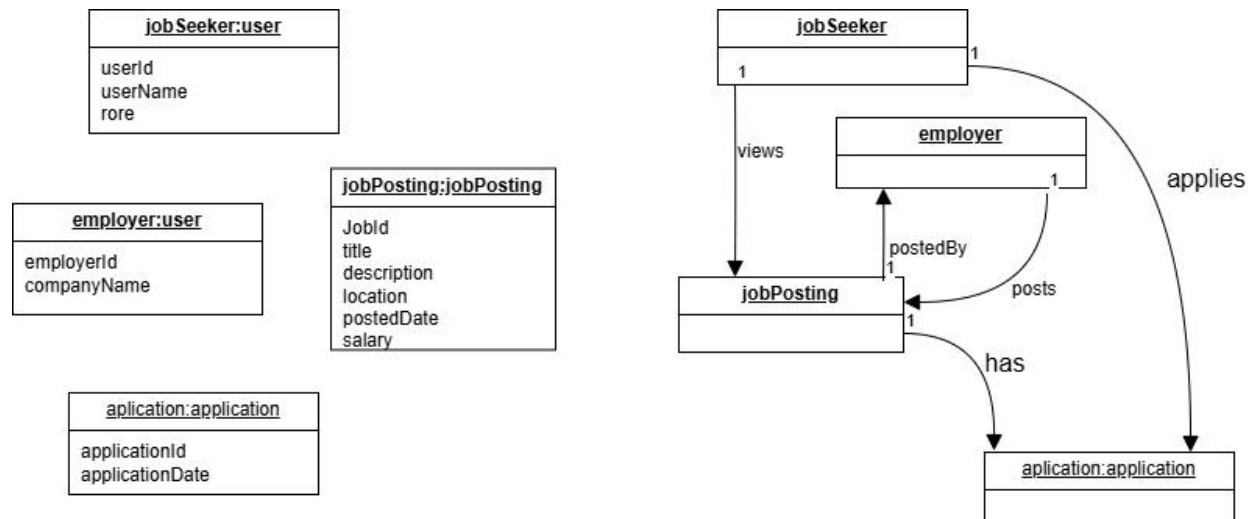 jobSeeker:user
userId
userName
rore
employer:user
employerId
companyName
jobPosting:jobPosting
JobId
title
description
location
postedDate
salary
aplication:application
applicationId
applicationDate
jobSeeker
1
1
views
employer
1
applies
postedBy
1
posts
jobPosting
1
has
aplication:application